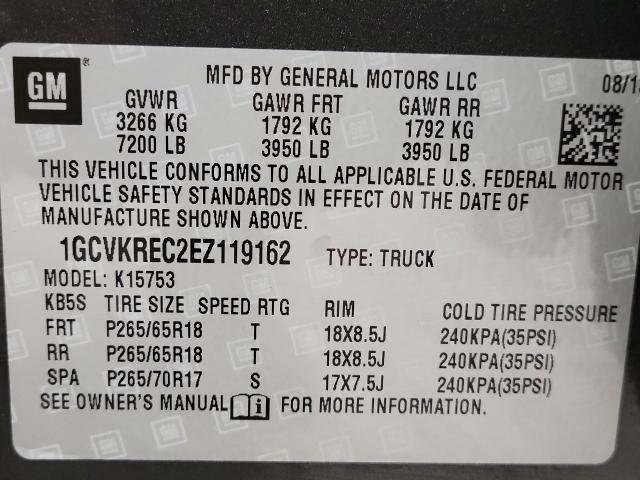 GM®
MFD BY GENERAL MOTORS LLC
GVWR GAWR FRT GAWR RR
3266 KG 1792 KG 1792 KG
7200 LB 3950 LB 3950 LB
THIS VEHICLE CONFORMS TO ALL APPLICABLE U.S. FEDERAL MOTOR
VEHICLE SAFETY STANDARDS IN EFFECT ON THE DATE OF
MANUFACTURE SHOWN ABOVE.
1GCVKREC2EZ119162 TYPE: TRUCK
MODEL: K15753
KB5S TIRE SIZE SPEED RTG RIM COLD TIRE PRESSURE
FRT P265/65R18 T 18X8.5J 240KPA(35PSI)
RR P265/65R18 T 18X8.5J 240KPA(35PSI)
SPA P265/70R17 S 17X7.5J 240KPA(35PSI)
SEE OWNER'S MANUAL i FOR MORE INFORMATION.